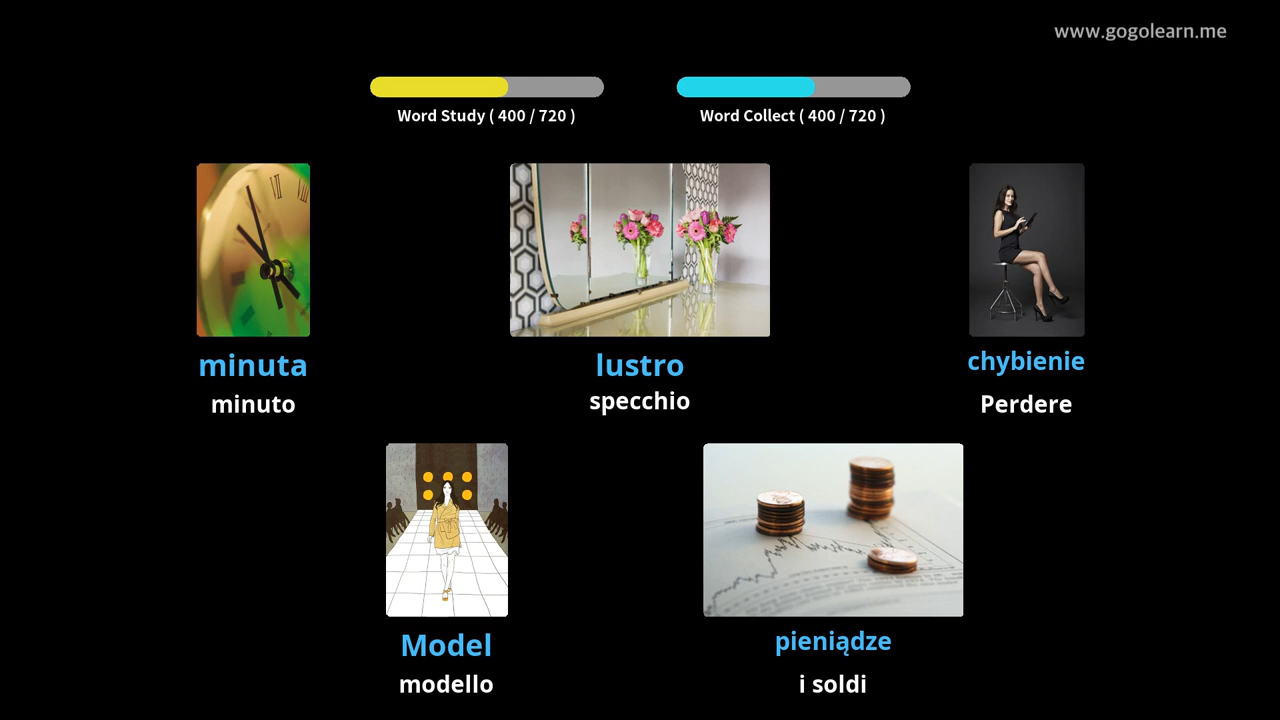 www.gogolearn.me
Word Study ( 400 / 720 )
Word Collect ( 400 / 720 )
minuta
minuto
lustro
specchio
chybienie
Perdere
Model
modello
pieniądze
i soldi